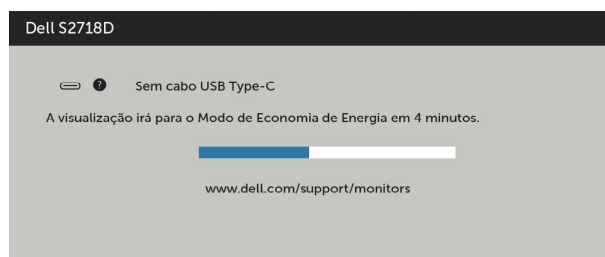 Dell S2718D
? Sem cabo USB Type-C
A visualização irá para o Modo de Economia de Energia em 4 minutos.
www.dell.com/support/monitors